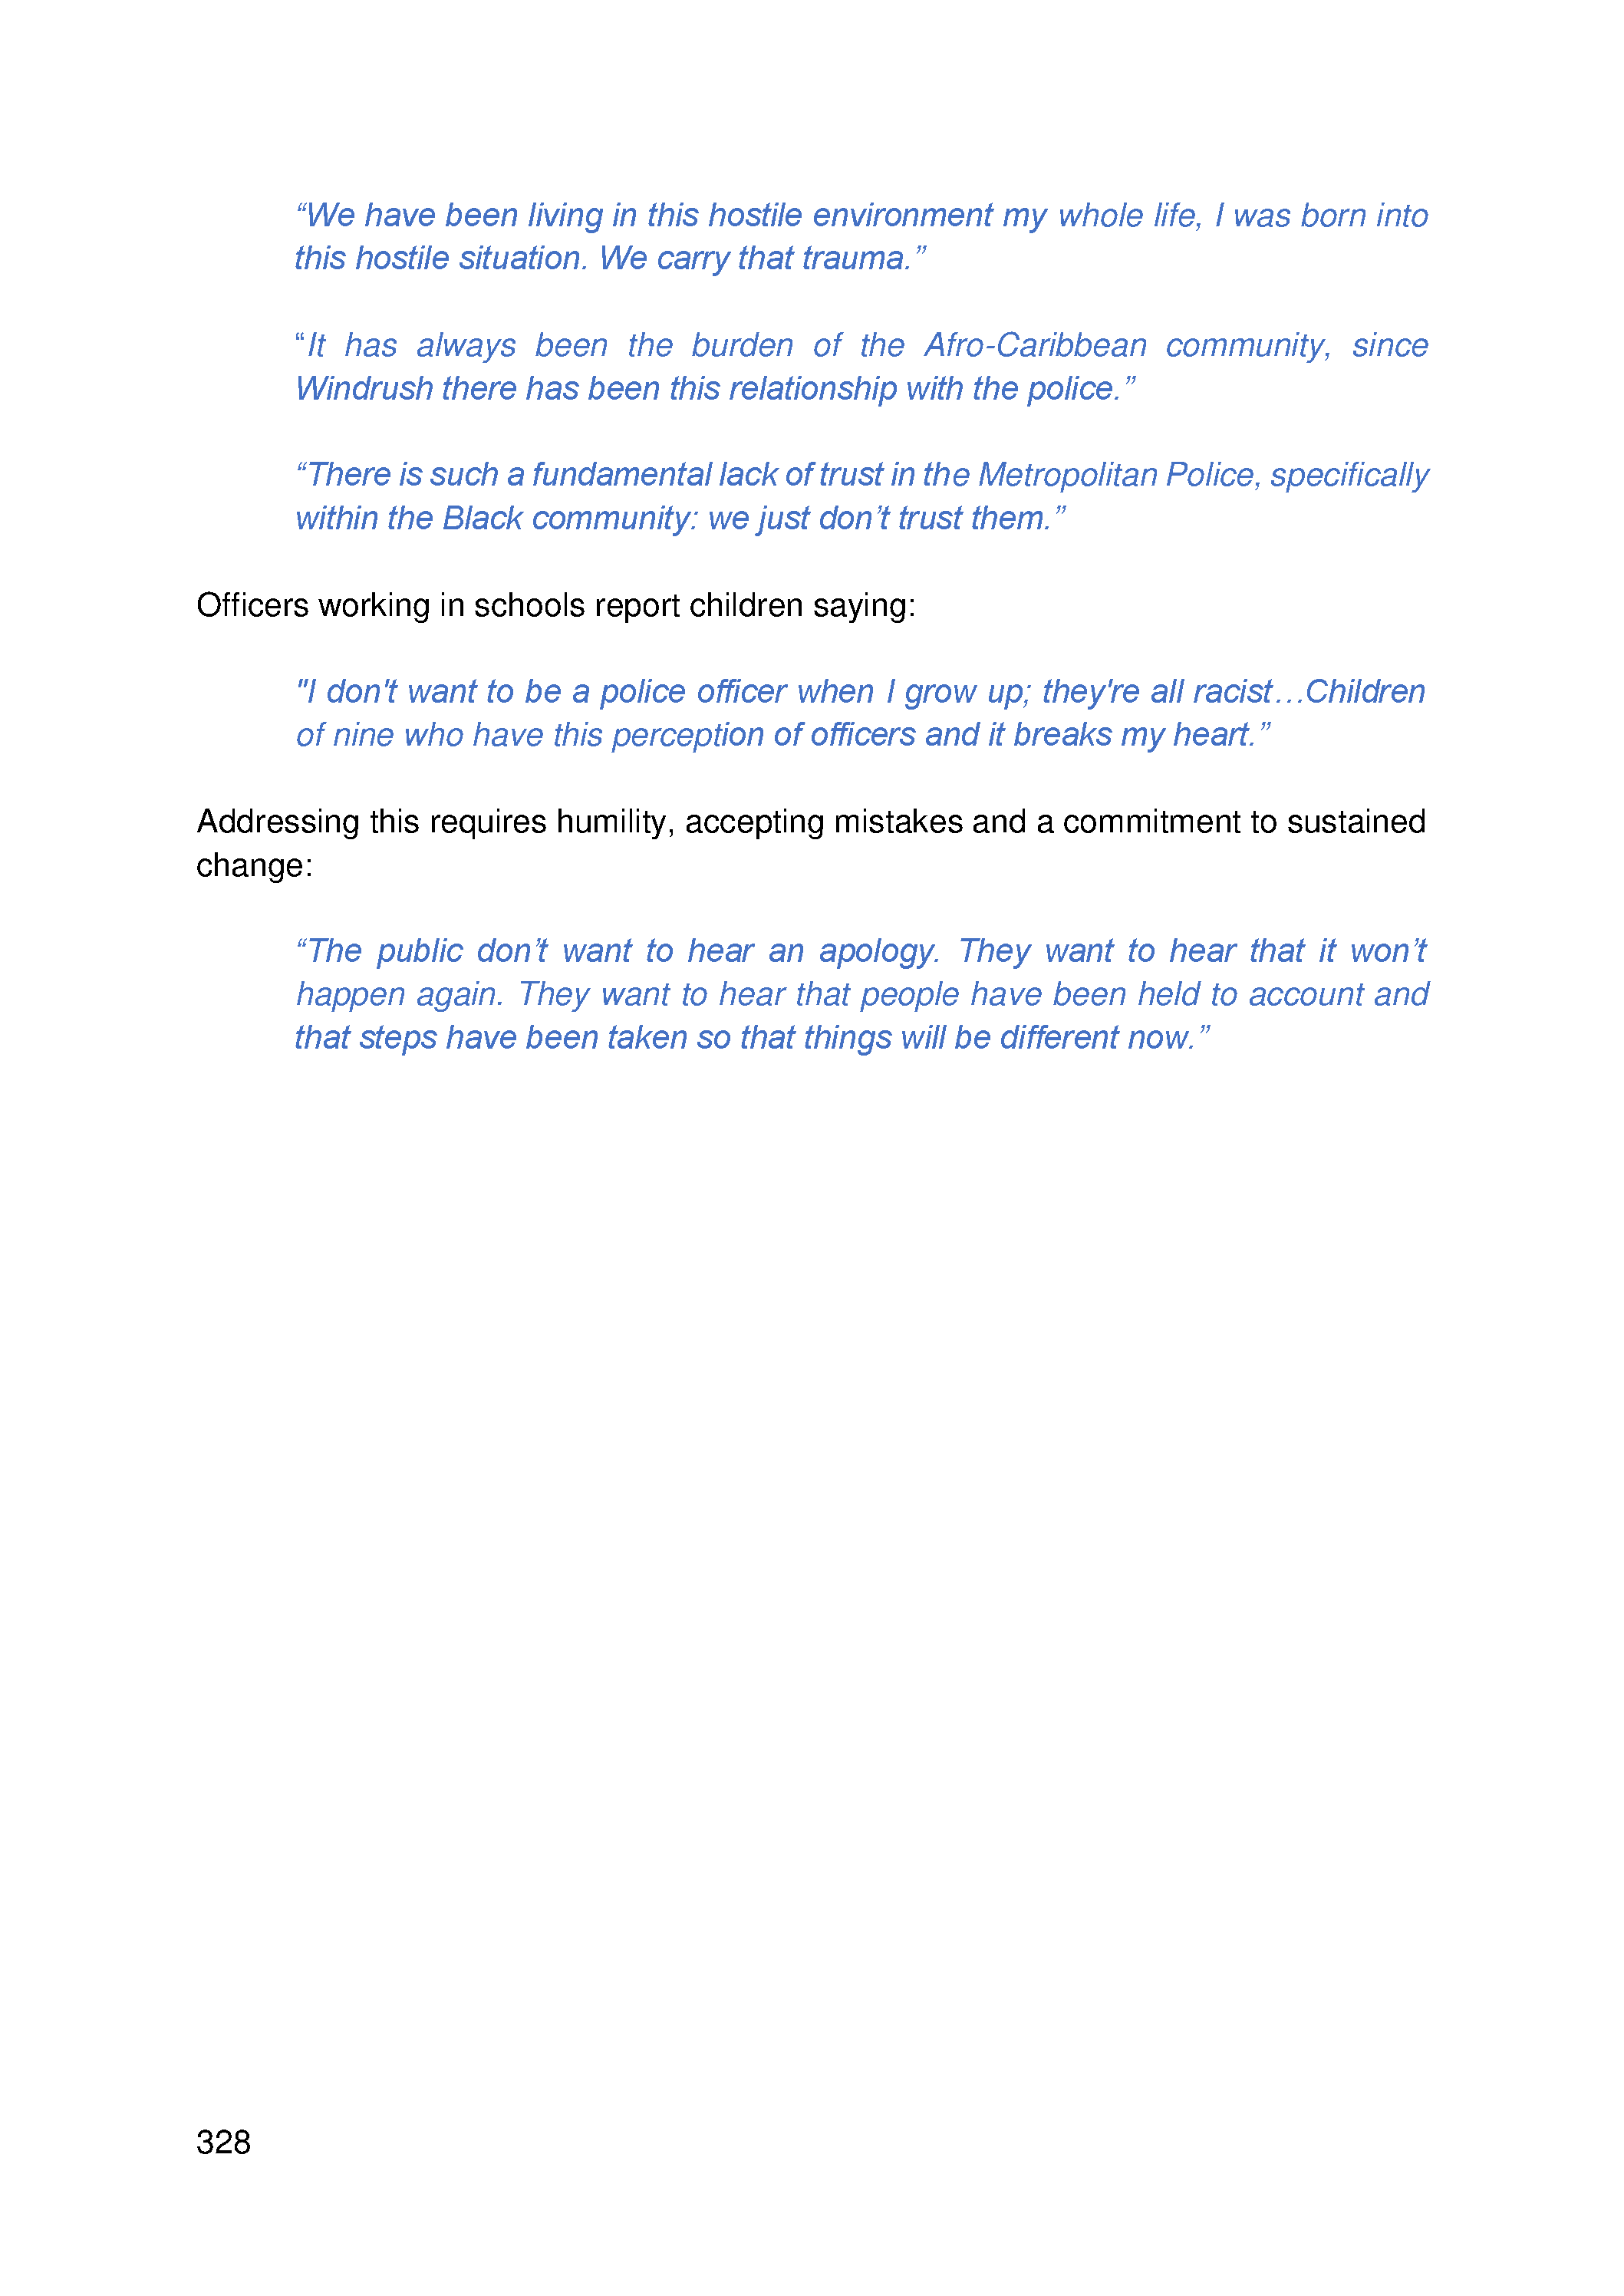 “We have been living in this hostile environment my whole life, I was born into
this hostile situation. We carry that trauma.”
“It has always been the burden of the Afro-Caribbean community, since
Windrush there has been this relationship with the police.”
“There is such a fundamental lack of trust in the Metropolitan Police, specifically
within the Black community: we just don’t trust them.”
Officers working in schools report children saying:
"I don't want to be a police officer when I grow up; they're all racist…Children
of nine who have this perception of officers and it breaks my heart.”
Addressing this requires humility, accepting mistakes and a commitment to sustained
change:
“The public don’t want to hear an apology. They want to hear that it won’t
happen again. They want to hear that people have been held to account and
that steps have been taken so that things will be different now.”
328